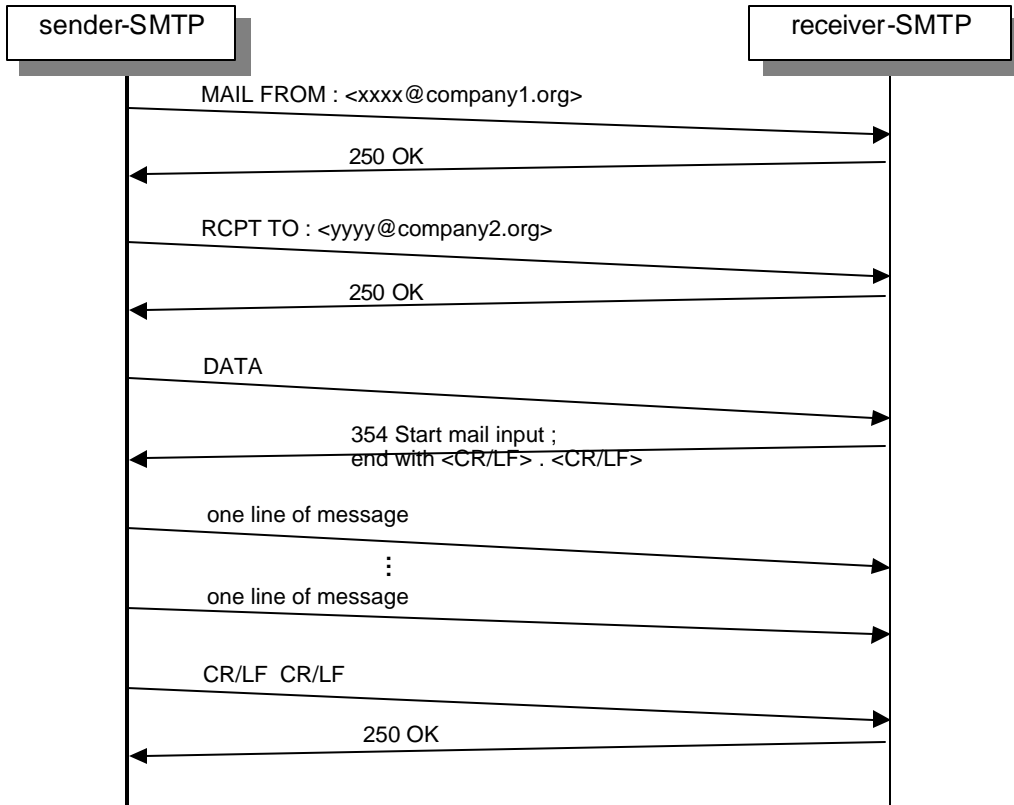 sender-SMTP
receiver-SMTP
MAIL FROM : <xxxx@company1.org>
250 OK
RCPT TO : <yyyy@company2.org>
250 OK
DATA
354 Start mail input ;
end with <CR/LF> . <CR/LF>
one line of message
...
one line of message
CR/LF CR/LF
250 OK